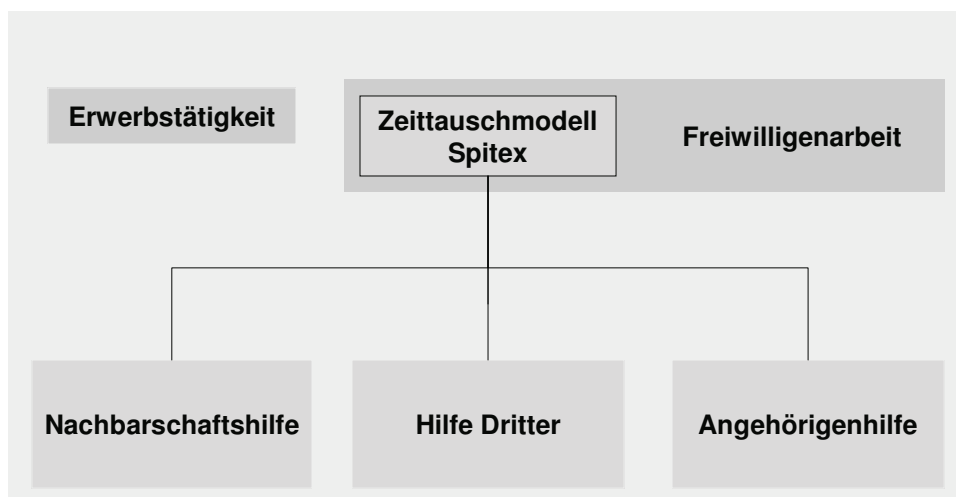 Erwerbstätigkeit
Zeittauschmodell
Spitex
Freiwilligenarbeit
Nachbarschaftshilfe
Hilfe Dritter
Angehörigenhilfe